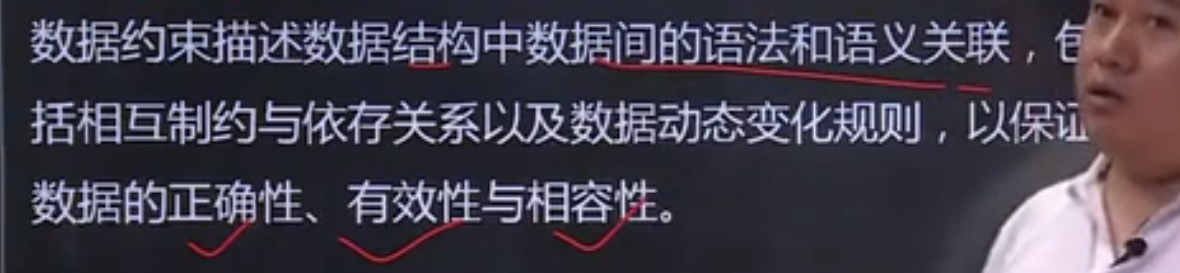 数据约束描述数据结构中数据间的语法和语义关联，包
括相互制约与依存关系以及数据动态变化规则，以保证
数据的正确性、有效性与相容性。